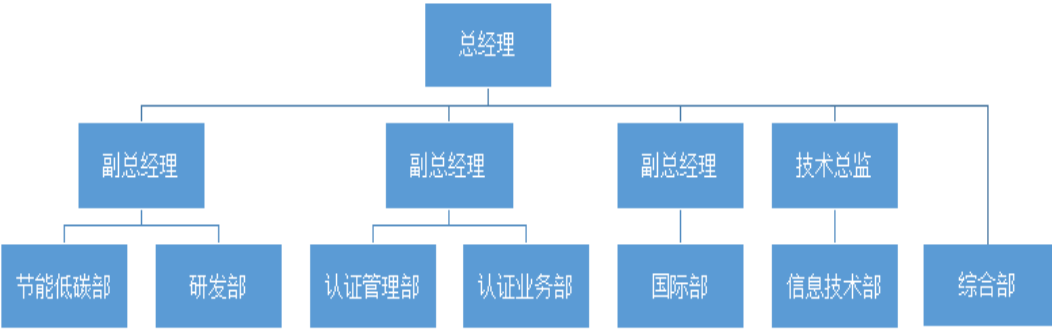 总经理
副总经理
副总经理
副总经理
技术总监
节能低碳部
研发部
认证管理部
认证业务部
国际部
信息技术部
综合部